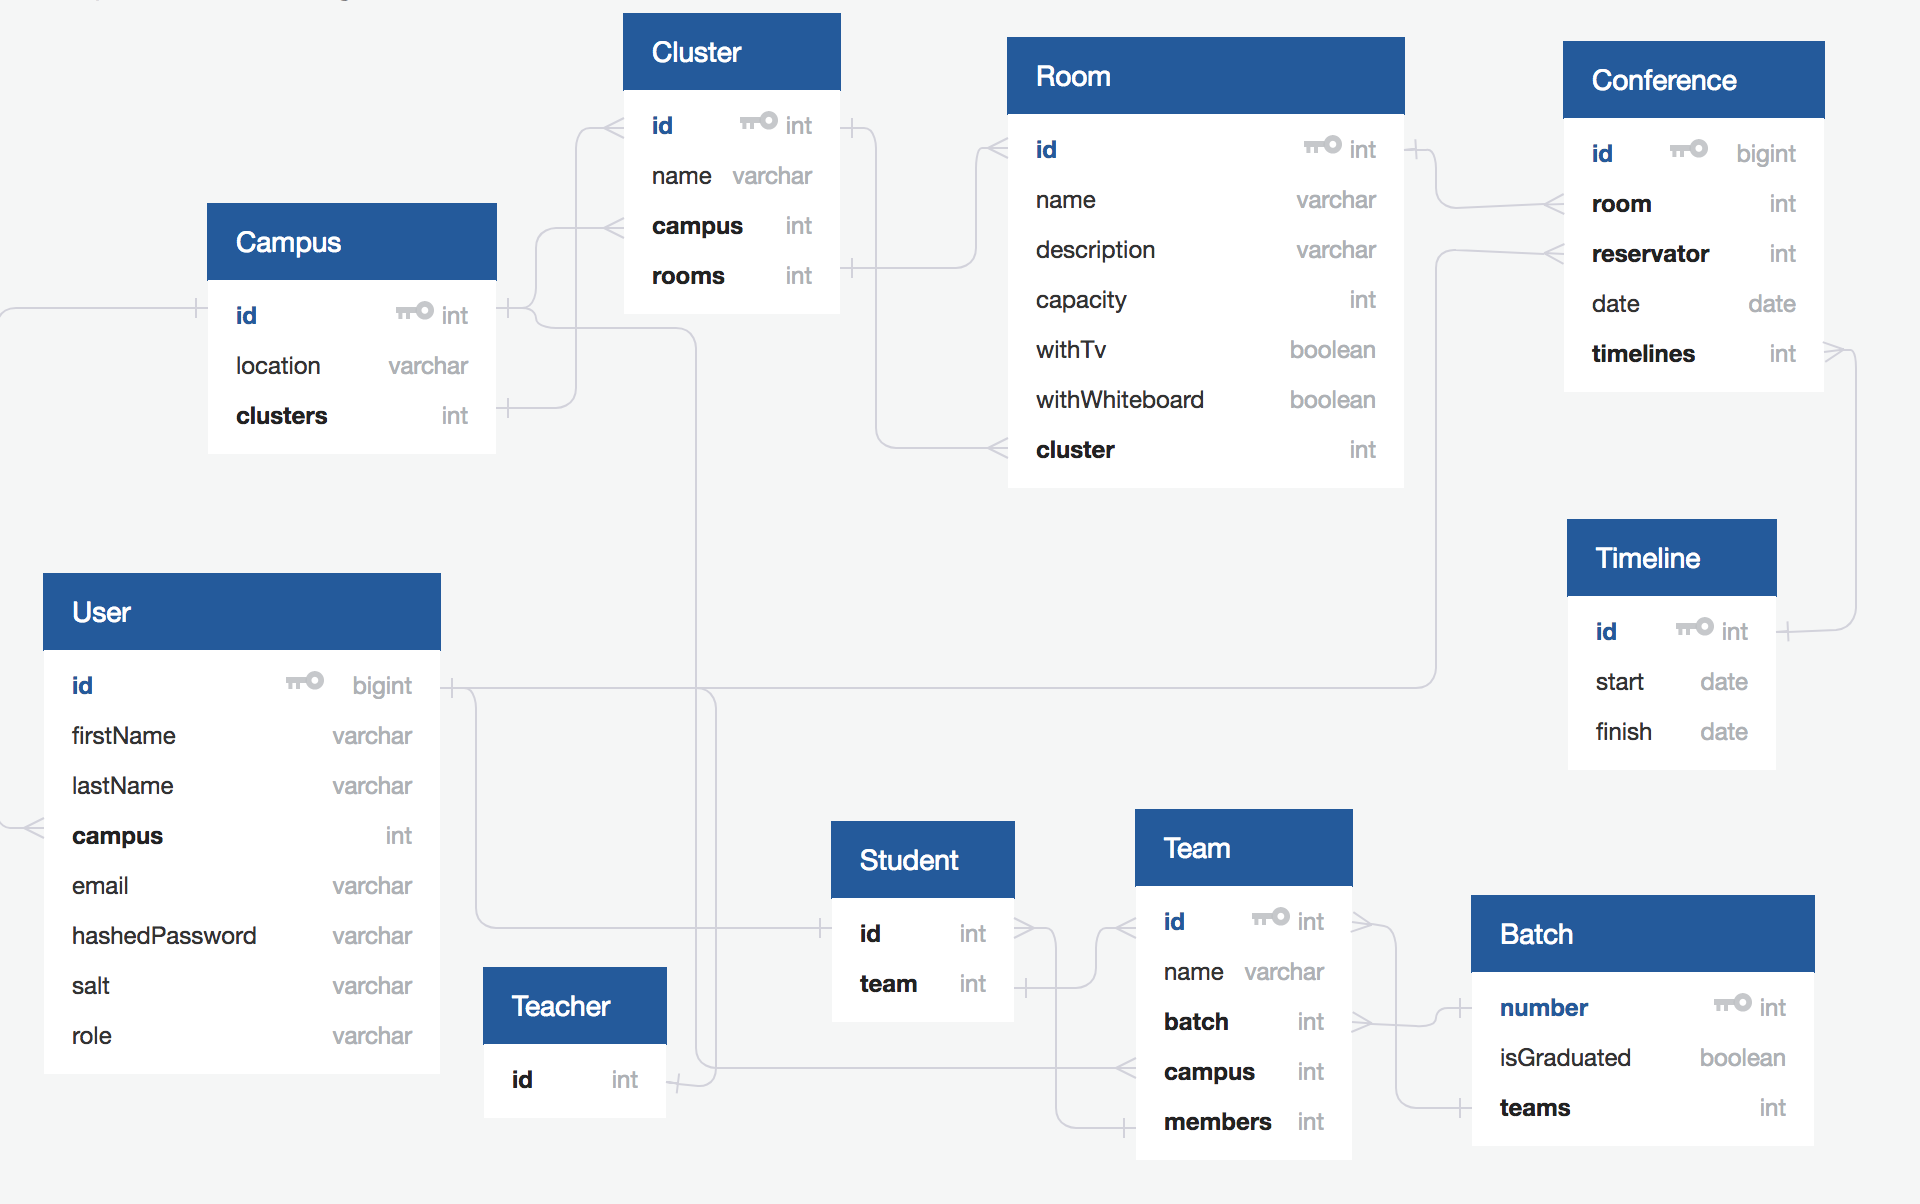 Cluster
id int
name varchar
campus int
rooms int
Room
id int
name varchar
description varchar
capacity int
withTv boolean
withWhiteboard boolean
cluster int
Conference
id bigint
room int
reservator int
date date
timelines int
Campus
id int
location varchar
clusters int
Timeline
id int
start date
finish date
User
id bigint
firstName varchar
lastName varchar
campus int
email varchar
hashedPassword varchar
salt varchar
role varchar
Teacher
id int
Student
id int
team int
Team
id int
name varchar
batch int
campus int
members int
Batch
number int
isGraduated boolean
teams int